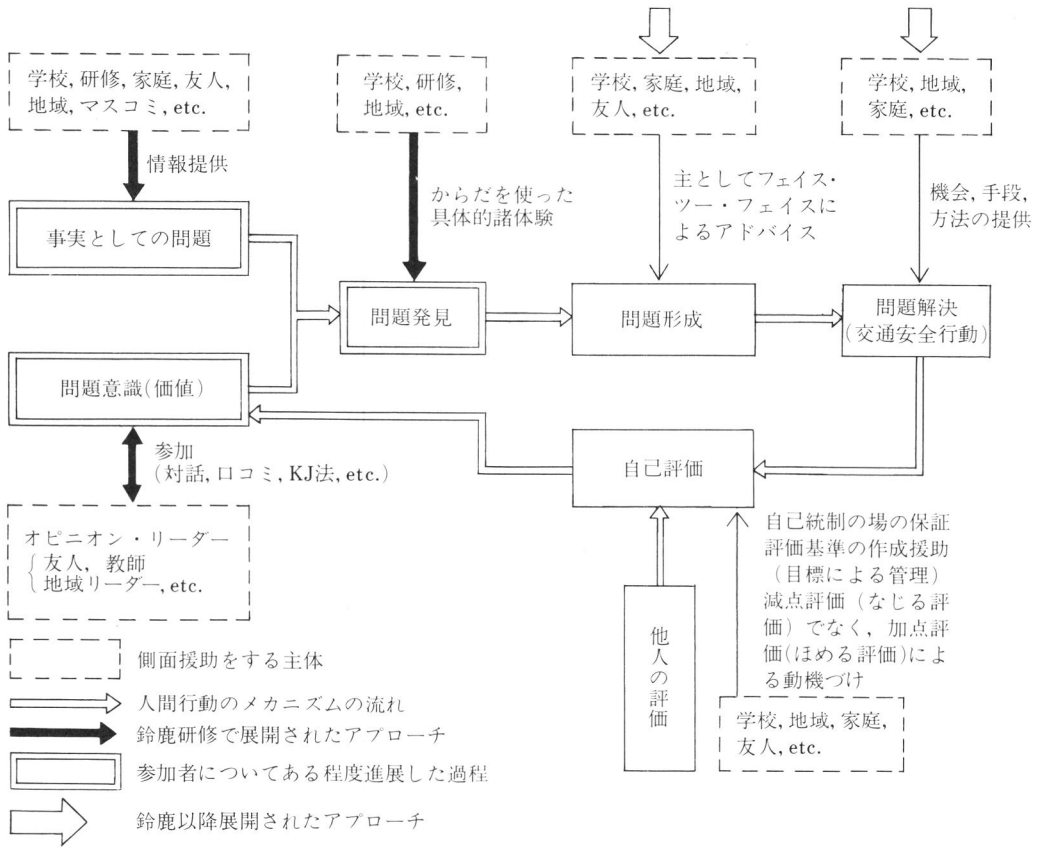 学校, 研修, 家庭, 友人,
地域, マスコミ, etc.
学校, 研修,
地域, etc.
学校, 家庭, 地域,
友人, etc.
学校, 地域,
家庭, etc.
情報提供
からだを使った
具体的諸体験
主としてフェイス・
ツー・フェイスに
よるアドバイス
機会, 手段,
方法の提供
事実としての問題
問題発見
問題形成
問題解決
(交通安全行動)
問題意識(価値)
参加
(対話, 口コミ, KJ法, etc.)
自己評価
オピニオン・リーダー
友人, 教師
地域リーダー, etc.
他人の評価
自己統制の場の保証
評価基準の作成援助
(目標による管理)
減点評価(なじる評
価)でなく, 加点評
価(ほめる評価)によ
る動機づけ
学校, 地域, 家庭,
友人, etc.
側面援助をする主体
人間行動のメカニズムの流れ
鈴鹿研修で展開されたアプローチ
参加者についてある程度進展した過程
鈴鹿以降展開されたアプローチ